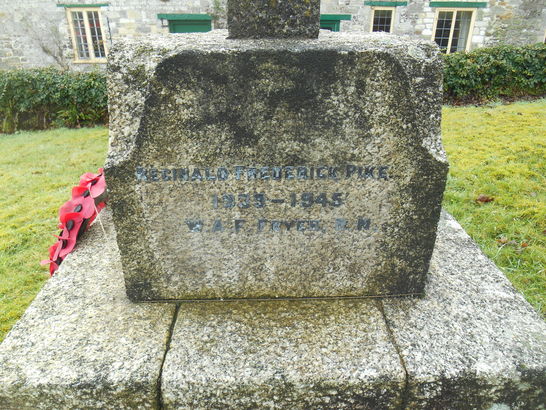 REGINALD FREDERICK PIKE.
1939-1945
W.A.F. FRYER. R.N.